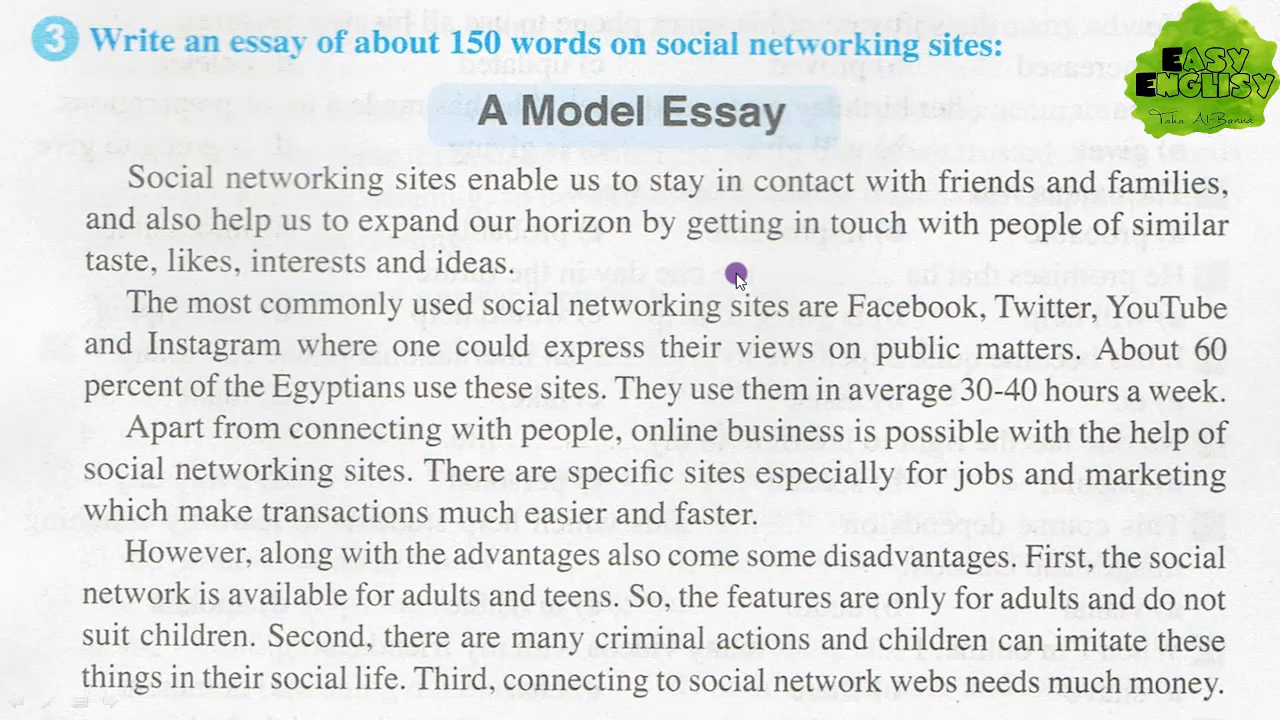 3 Write an essay of about 150 words on social networking sites:
EASY
ENGLISY
Taha Al-Banna
A Model Essay
Social networking sites enable us to stay in contact with friends and families,
and also help us to expand our horizon by getting in touch with people of similar
taste, likes, interests and ideas.
The most commonly used social networking sites are Facebook, Twitter, YouTube
and Instagram where one could express their views on public matters. About 60
percent of the Egyptians use these sites. They use them in average 30-40 hours a week.
Apart from connecting with people, online business is possible with the help of
social networking sites. There are specific sites especially for jobs and marketing
which make transactions much easier and faster.
However, along with the advantages also come some disadvantages. First, the social
network is available for adults and teens. So, the features are only for adults and do not
suit children. Second, there are many criminal actions and children can imitate these
things in their social life. Third, connecting to social network webs needs much money.